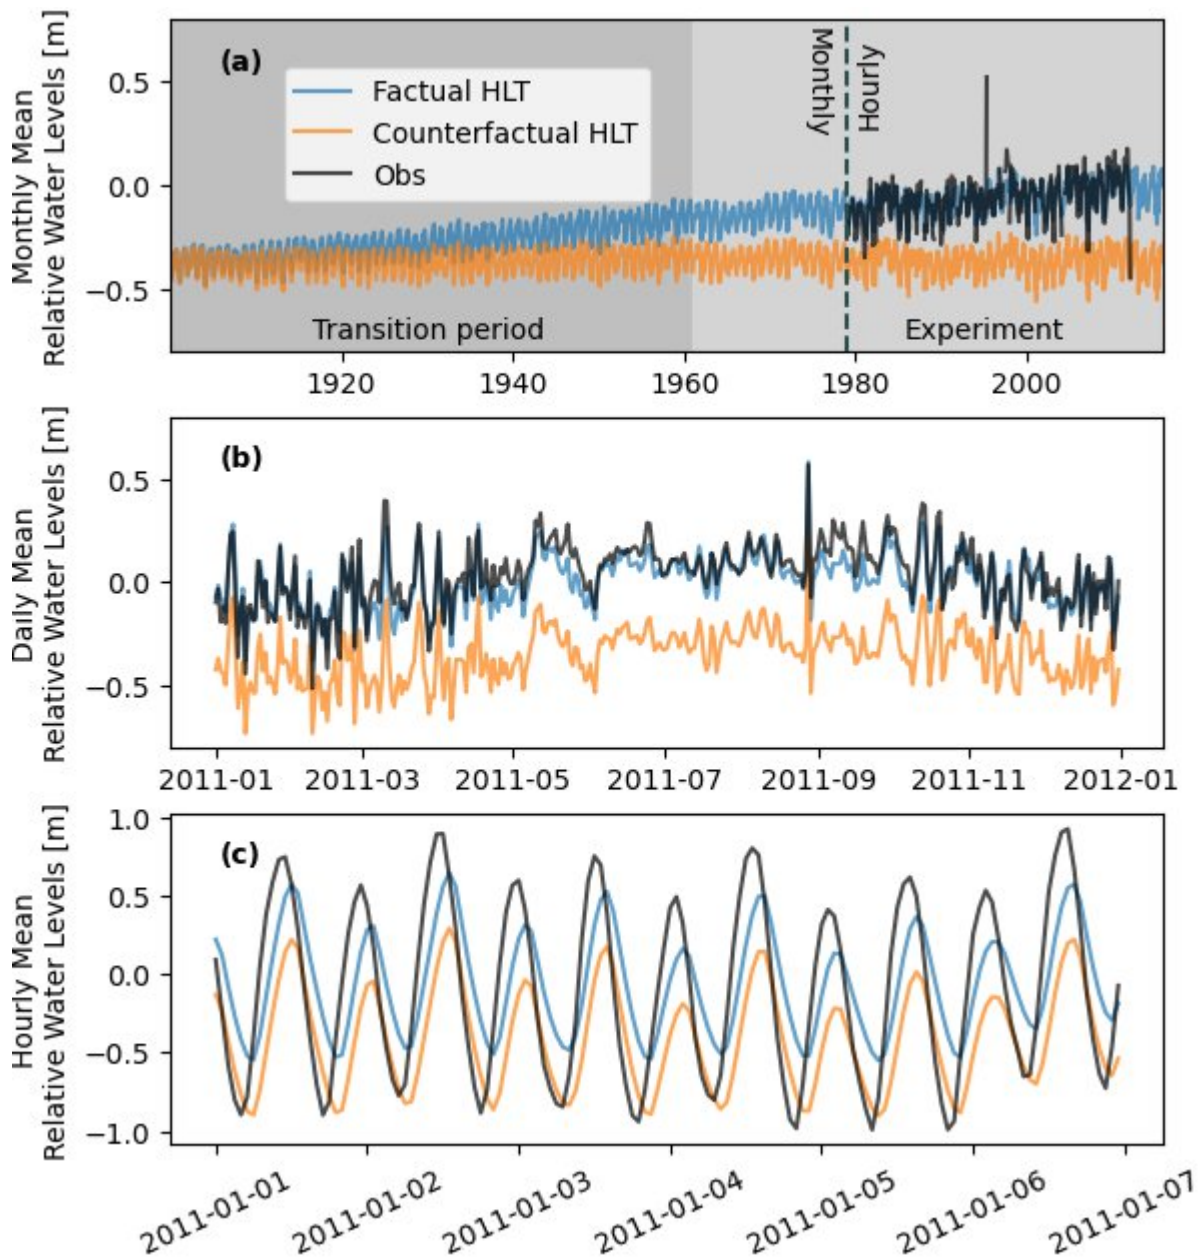 Monthly Mean
Relative Water Levels [m]
0.5
0.0
−0.5
(a)
Factual HLT
Counterfactual HLT
Obs
Monthly
Hourly
Transition period
Experiment
1920
1940
1960
1980
2000
Daily Mean
Relative Water Levels [m]
0.5
0.0
−0.5
(b)
2011-01
2011-03
2011-05
2011-07
2011-09
2011-11
2012-01
Hourly Mean
Relative Water Levels [m]
1.0
0.5
0.0
−0.5
−1.0
(c)
2011-01-01
2011-01-02
2011-01-03
2011-01-04
2011-01-05
2011-01-06
2011-01-07